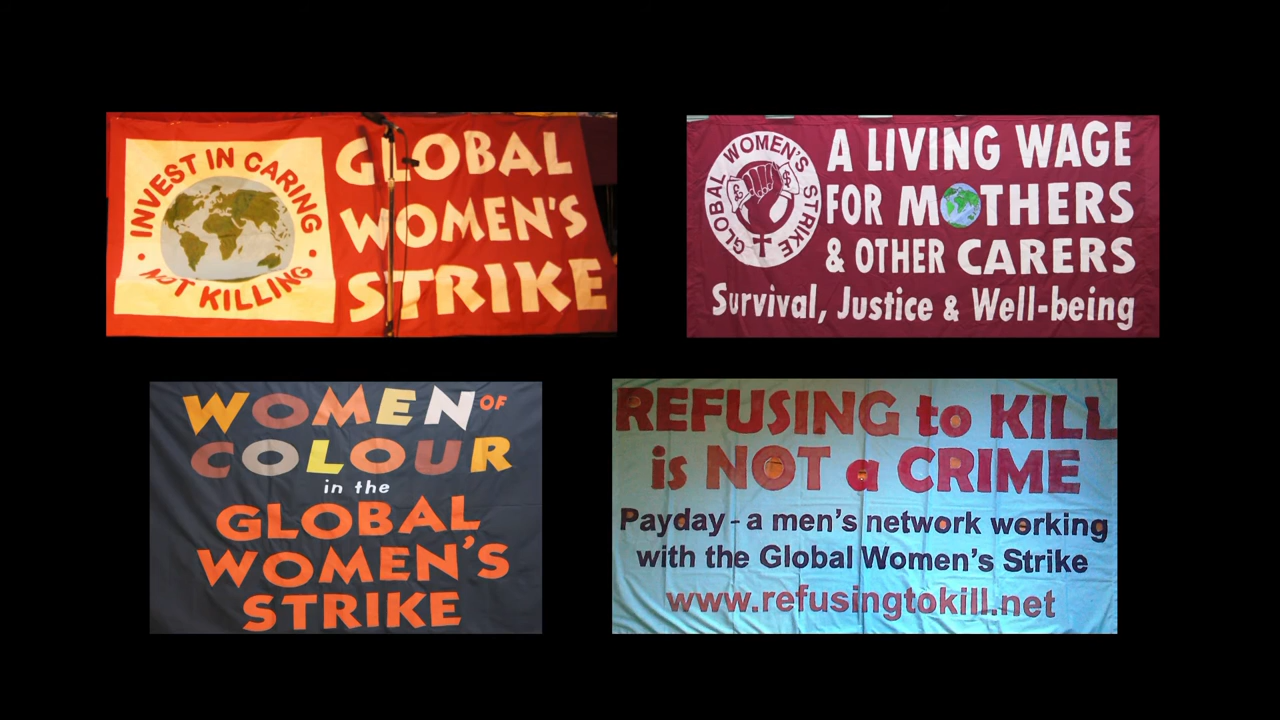 INVEST IN CARING
• NOT KILLING •
GLOBAL
WOMEN'S
STRIKE
GLOBAL WOMEN'S STRIKE
£ $
A LIVING WAGE
FOR MOTHERS
& OTHER CARERS
Survival, Justice & Well-being
WOMEN OF
COLOUR
in the
GLOBAL
WOMEN'S
STRIKE
REFUSING to KILL
is NOT a CRIME
Payday - a men's network working
with the Global Women's Strike
www.refusingtokill.net